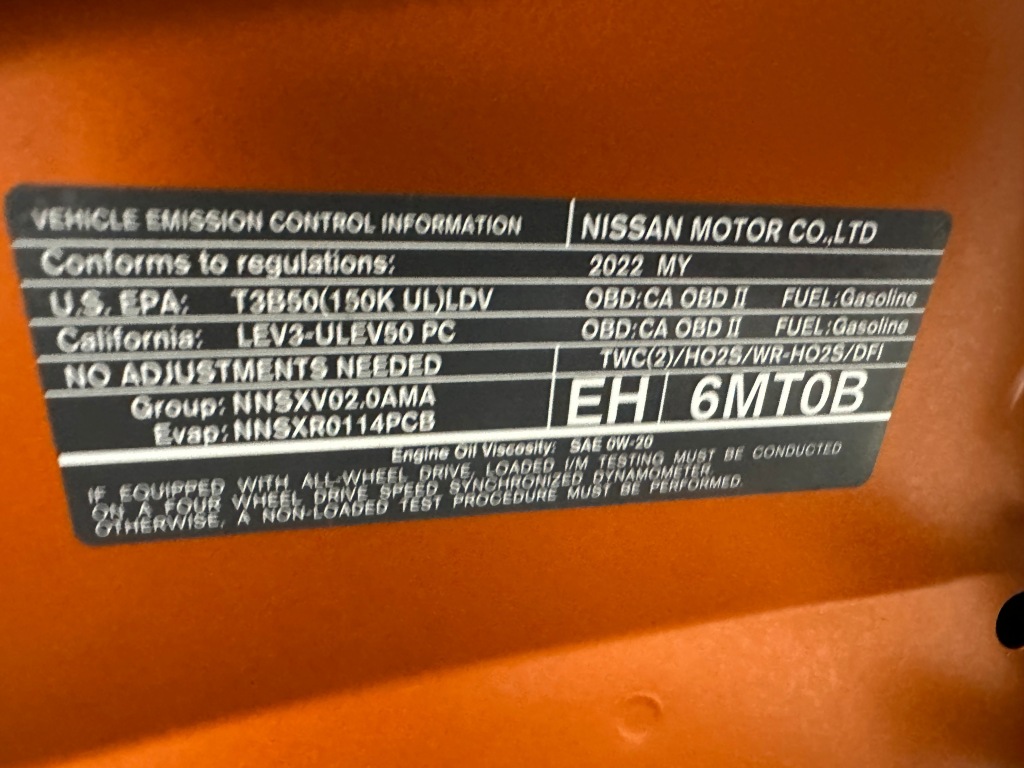 VEHICLE EMISSION CONTROL INFORMATION NISSAN MOTOR CO.,LTD
Conforms to regulations: 2022 MY
U.S. EPA: T3B50(150K UL)LDV OBD:CA OBD II FUEL:Gasoline
California: LEV3-ULEV50 PC OBD:CA OBD II FUEL:Gasoline
NO ADJUSTMENTS NEEDED TWC(2)/HO2S/WR-HO2S/DFI
Group: NNSXV02.0AMA EH 6MT0B
Evap: NNSXR0114PCB
Engine Oil Viscosity: SAE 0W-20
IF EQUIPPED WITH ALL-WHEEL DRIVE, LOADED I/M TESTING MUST BE CONDUCTED
ON A FOUR WHEEL DRIVE SPEED SYNCHRONIZED DYNAMOMETER.
OTHERWISE, A NON-LOADED TEST PROCEDURE MUST BE PERFORMED.